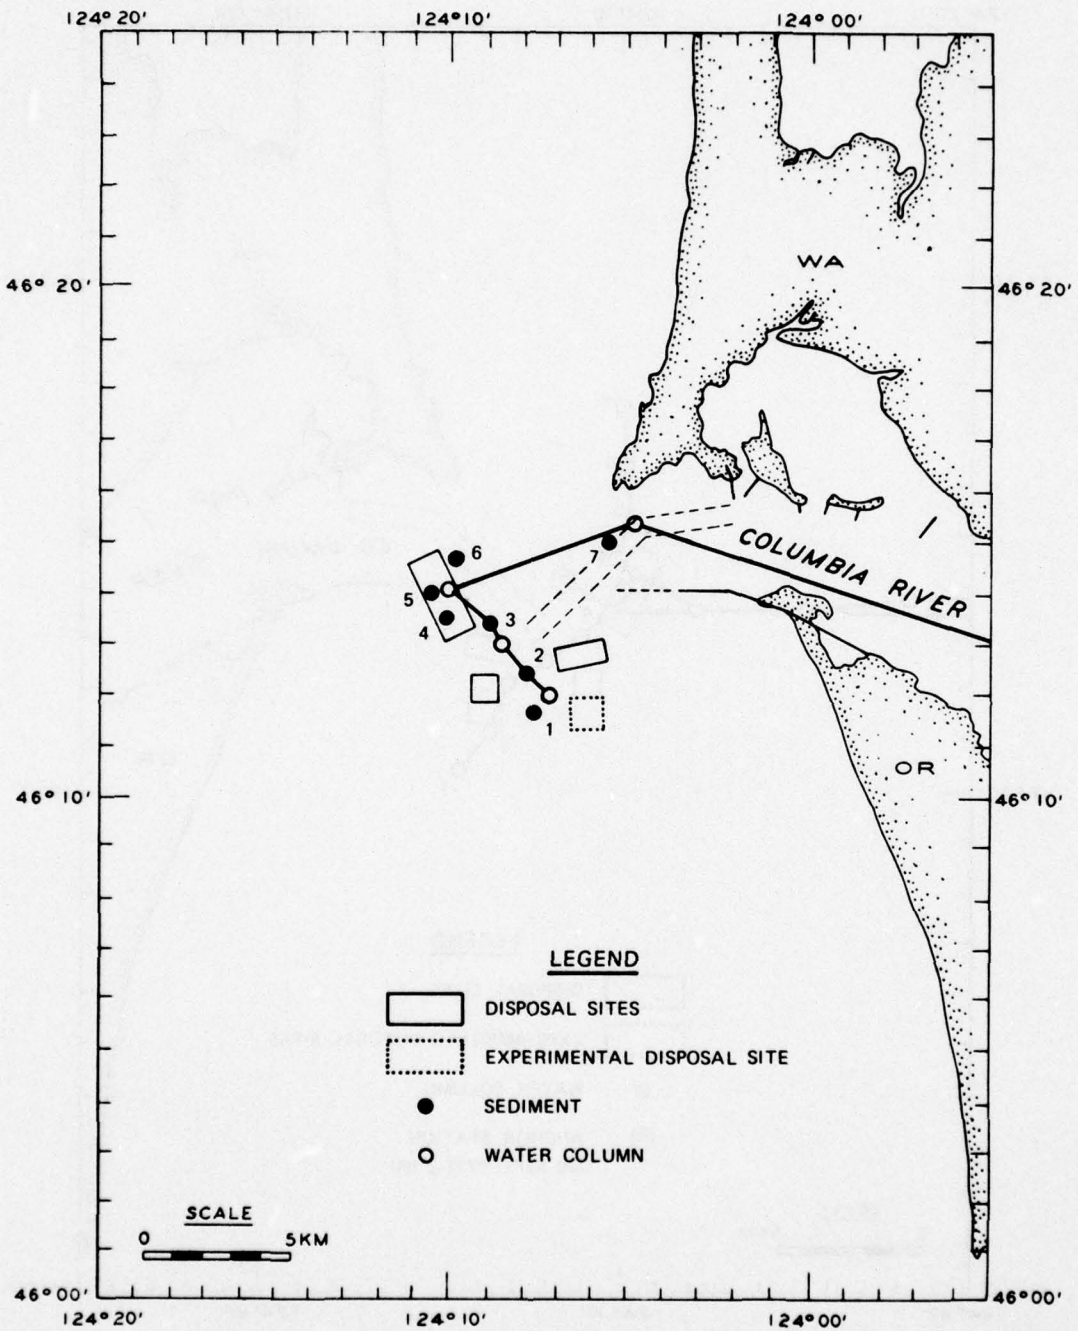 124° 20'
124° 10'
124° 00'
WA
46° 20'
46° 20'
COLUMBIA RIVER
6
7
5
4
3
2
1
OR
46° 10'
46° 10'
LEGEND
DISPOSAL SITES
EXPERIMENTAL DISPOSAL SITE
SEDIMENT
WATER COLUMN
SCALE
0
5KM
46° 00'
46° 00'
124° 20'
124° 10'
124° 00'